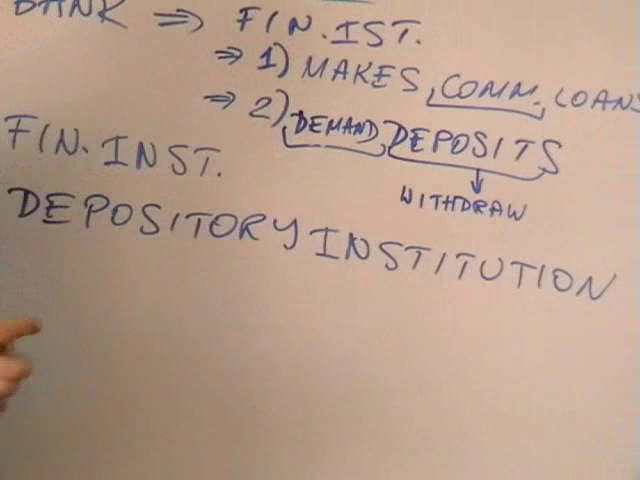 BANK ⇒ FIN. IST.
⇒ 1) MAKES COMM. LOANS
⇒ 2) DEMAND DEPOSITS
WITHDRAW
FIN. INST.
DEPOSITORY INSTITUTION